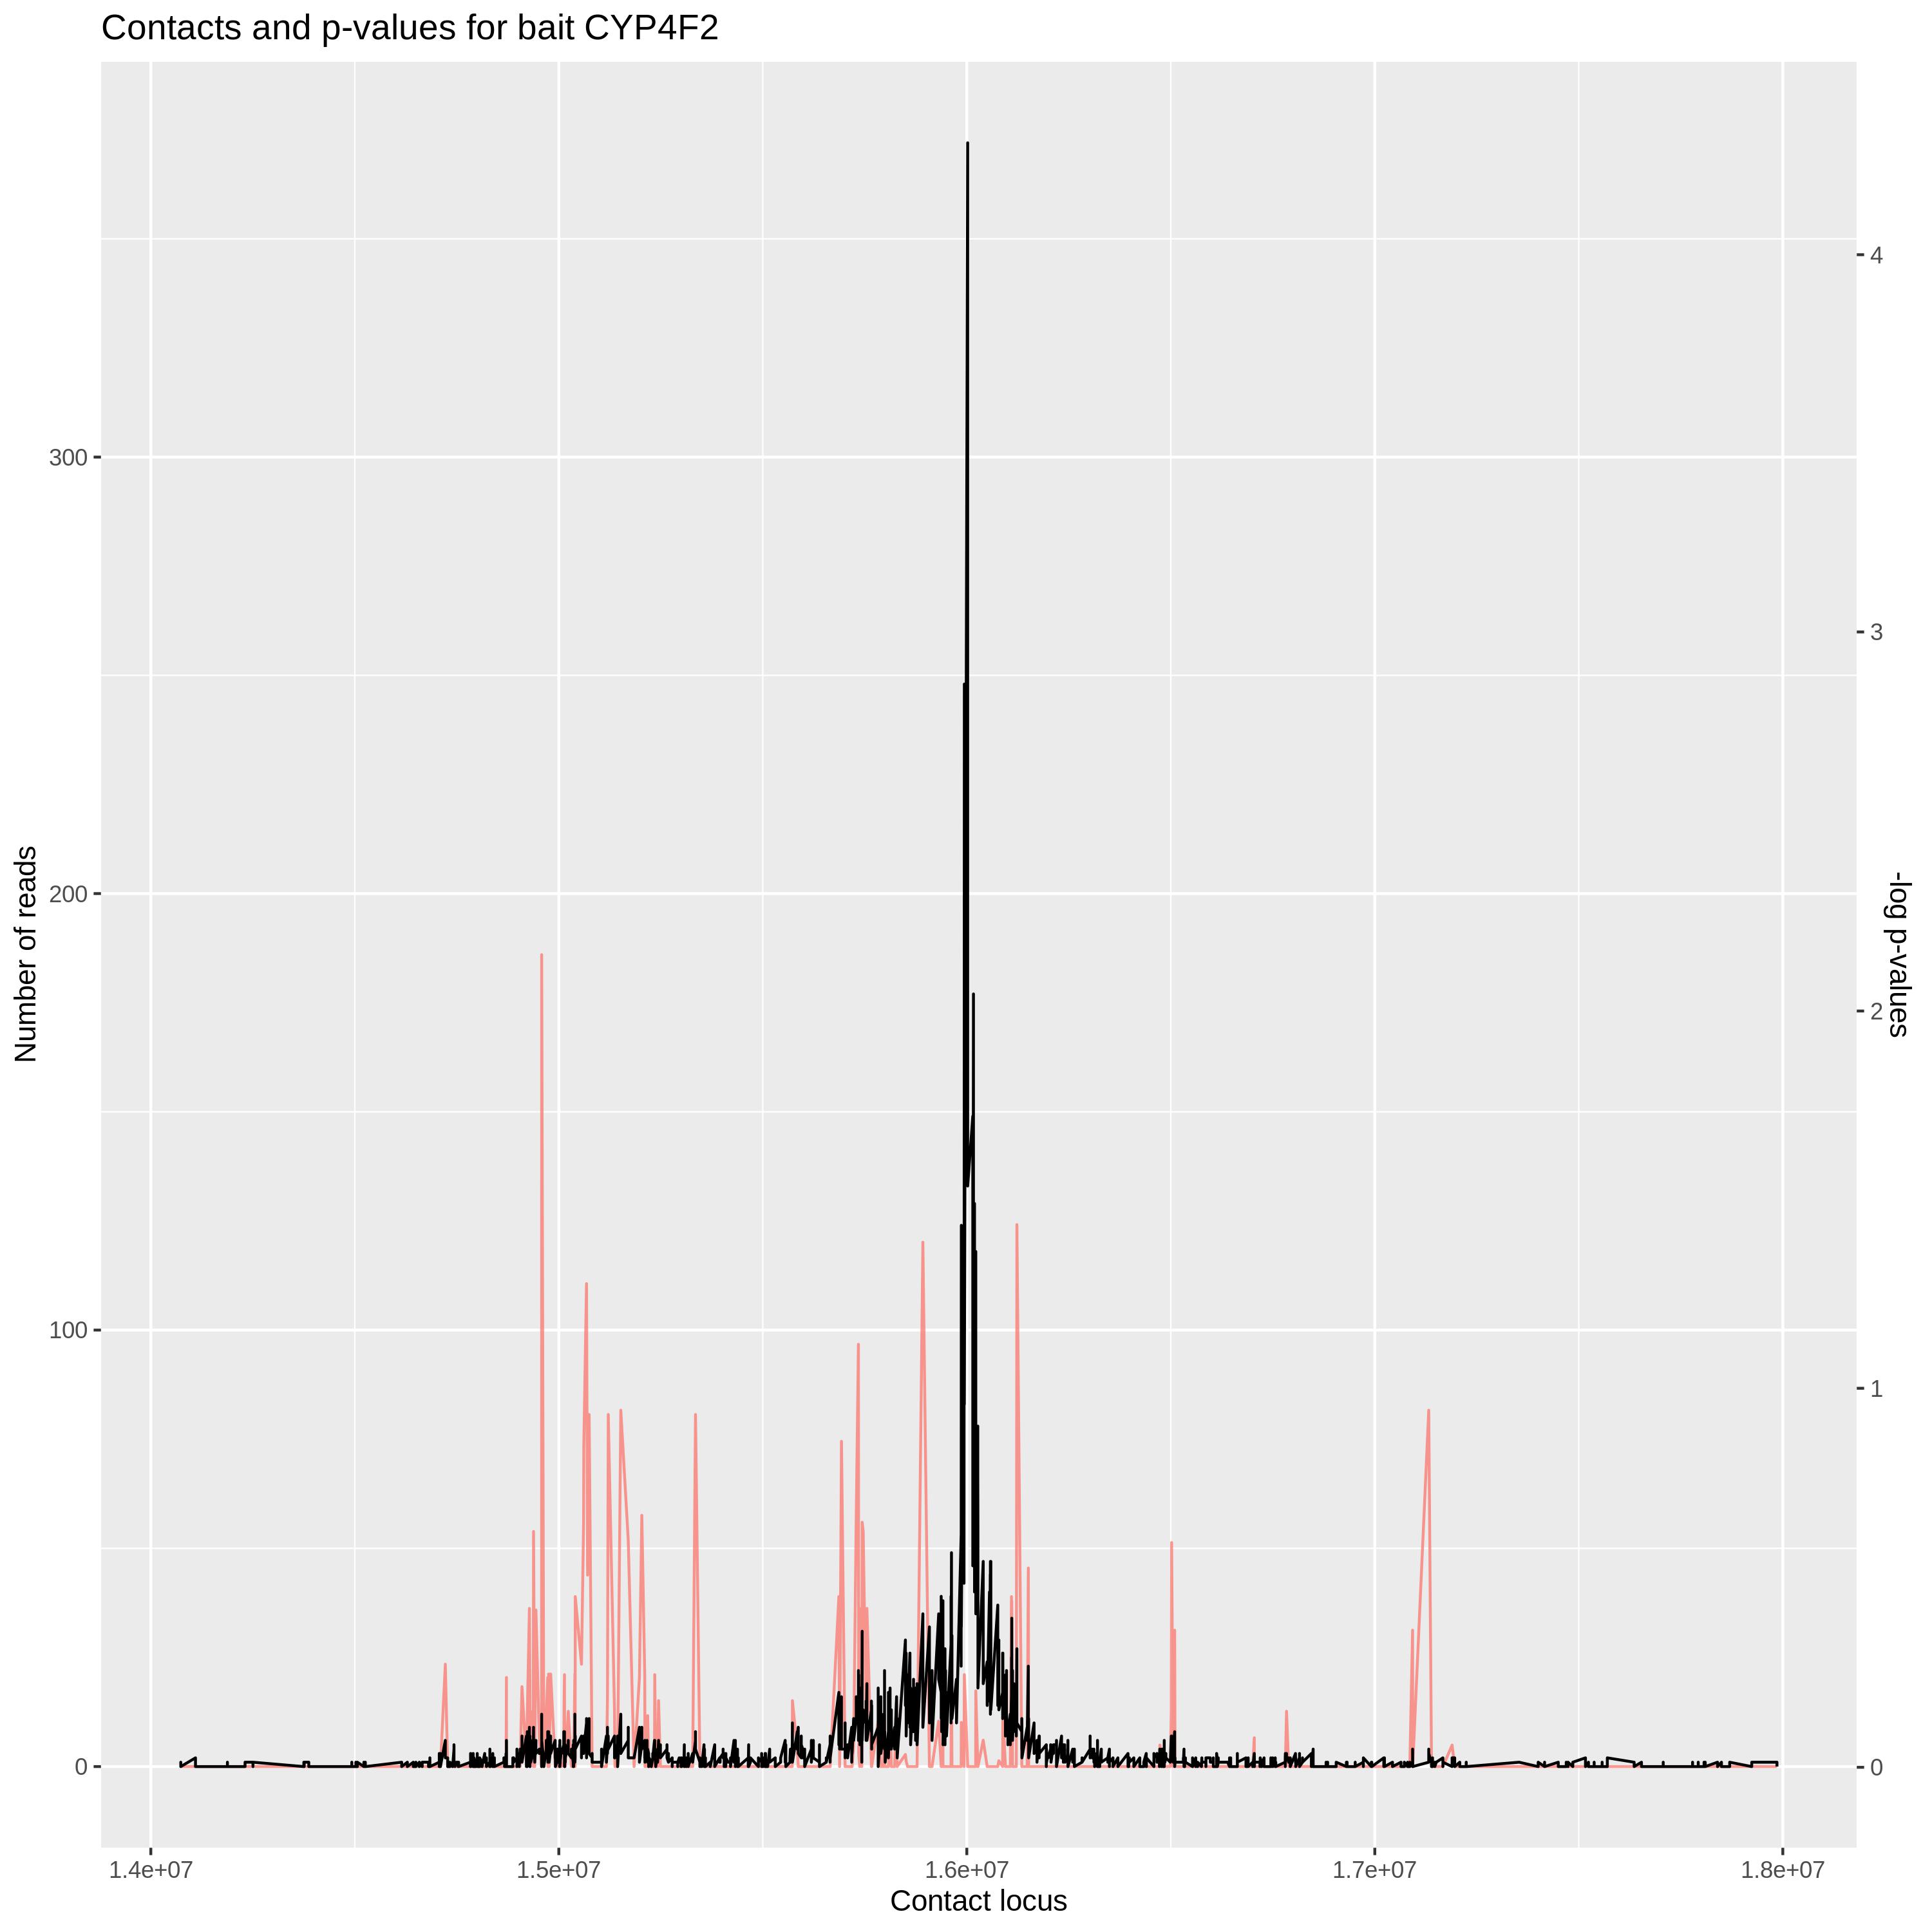 Contacts and p-values for bait CYP4F2
Number of reads
300
200
100
0
4
3
2
1
0
-log p-values
1.4e+07 1.5e+07 1.6e+07 1.7e+07 1.8e+07
Contact locus